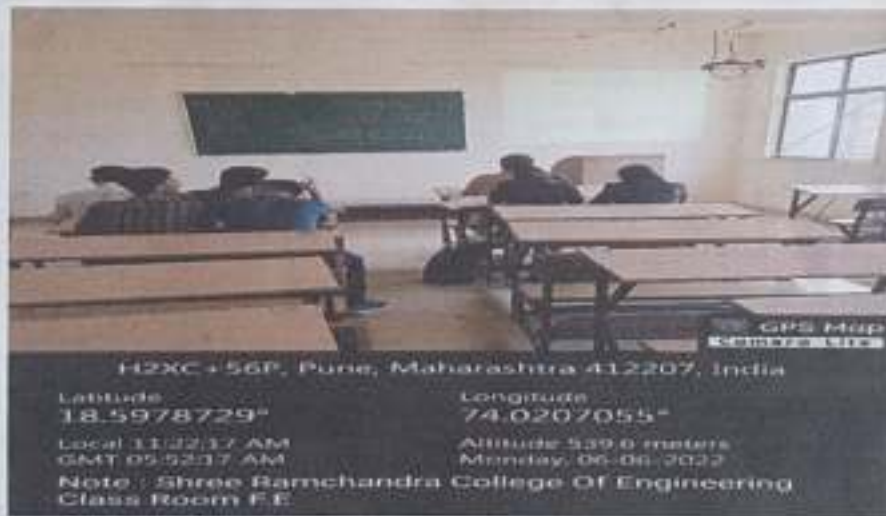 GPS Map
Camera Lite
H2XC+56P, Pune, Maharashtra 412207, India
Latitude
18.5978729°
Longitude
74.0207055°
Local 11:22:17 AM
GMT 05:52:17 AM
Altitude 539.6 meters
Monday, 06-06-2022
Note : Shree Ramchandra College Of Engineering
Class Room F.E